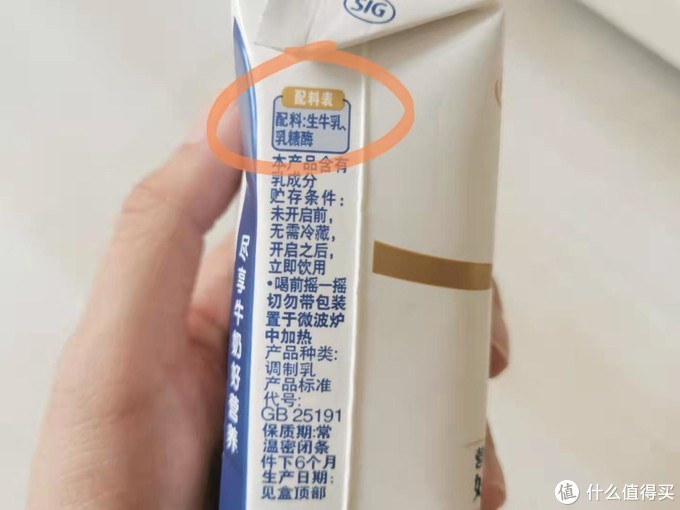 SIG
配料表
配料:生牛乳、
乳糖酶
本产品含有
乳成分
贮存条件:
未开启前,
无需冷藏,
开启之后,
立即饮用
•喝前摇一摇
切勿带包装
置于微波炉
中加热
产品种类:
调制乳
产品标准
代号:
GB 25191
保质期:常
温密闭条
件下6个月
生产日期:
见盒顶部
尽享牛奶好营养
值 什么值得买